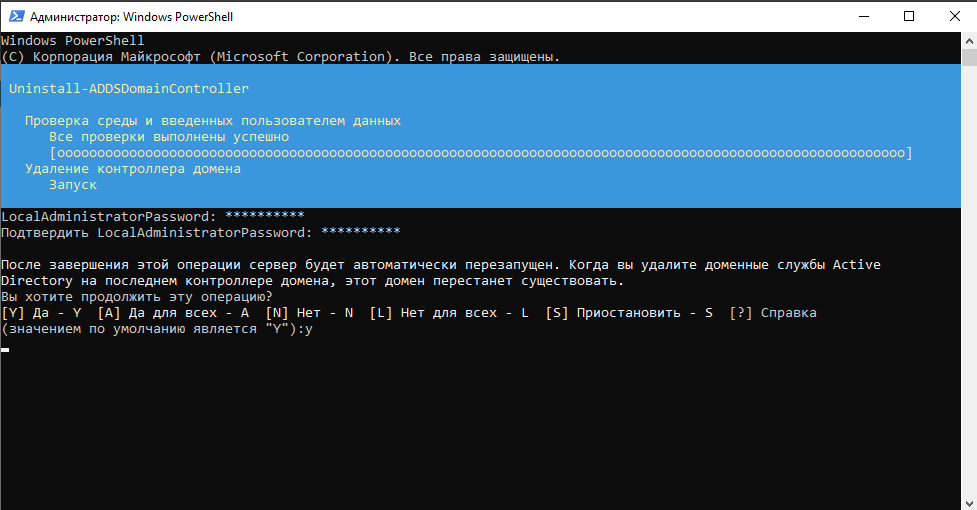 Администратор: Windows PowerShell
Windows PowerShell
(C) Корпорация Майкрософт (Microsoft Corporation). Все права защищены.
Uninstall-ADDSDomainController
Проверка среды и введенных пользователем данных
Все проверки выполнены успешно
[ooooooooooooooooooooooooooooooooooooooooooooooooooooooooooooooooooooooooooooooooooooooooooooooooooooooooooo]
Удаление контроллера домена
Запуск
LocalAdministratorPassword: **********
Подтвердить LocalAdministratorPassword: **********
После завершения этой операции сервер будет автоматически перезапущен. Когда вы удалите доменные службы Active
Directory на последнем контроллере домена, этот домен перестанет существовать.
Вы хотите продолжить эту операцию?
[Y] Да - Y  [A] Да для всех - A  [N] Нет - N  [L] Нет для всех - L  [S] Приостановить - S  [?] Справка
(значением по умолчанию является "Y"):y